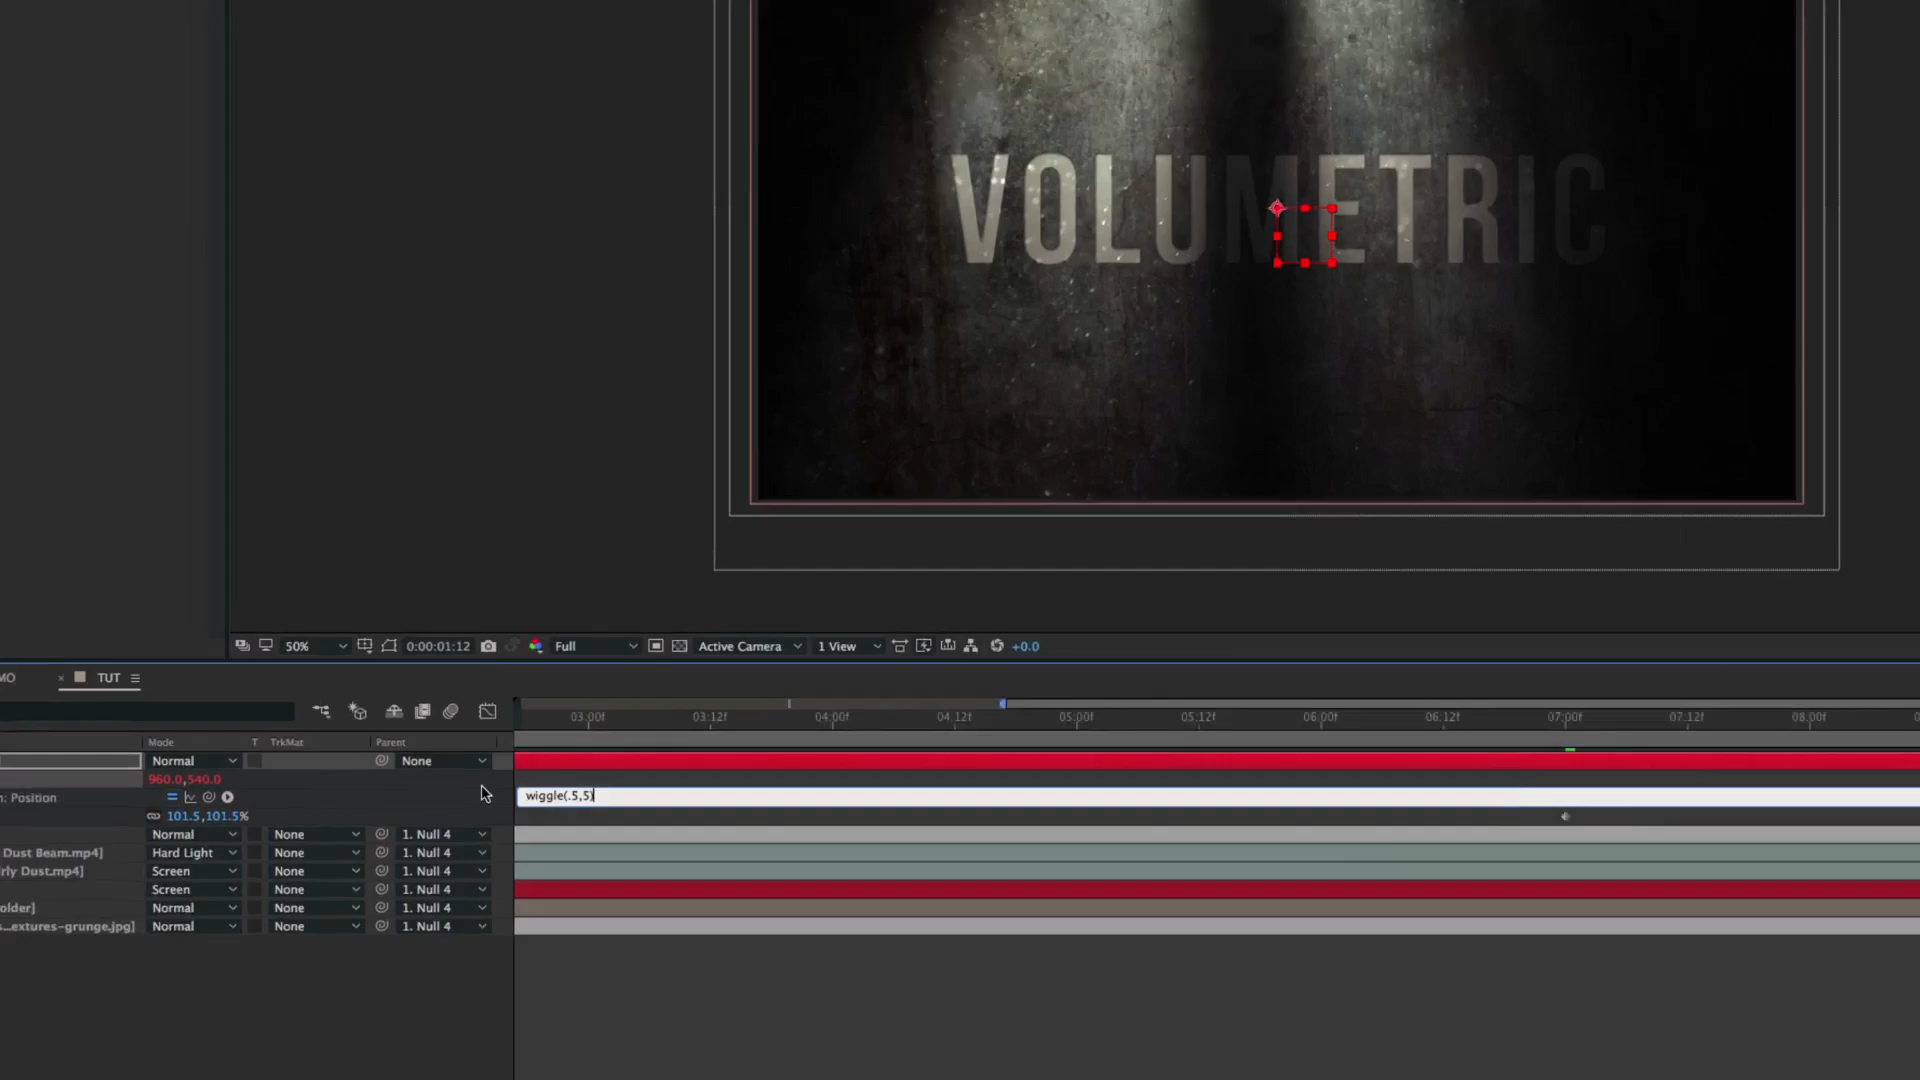 VOLUMETRIC
50% 0:00:01:12 Full Active Camera 1 View +0.0
MO × TUT
03:00f 03:12f 04:00f 04:12f 05:00f 05:12f 06:00f 06:12f 07:00f 07:12f 08:00f
Mode T TrkMat Parent
Normal None
960.0,540.0
n: Position wiggle(.5,5)
101.5,101.5%
Normal None 1. Null 4
Dust Beam.mp4] Hard Light None 1. Null 4
rly Dust.mp4] Screen None 1. Null 4
Screen None 1. Null 4
older] Normal None 1. Null 4
s...extures-grunge.jpg] Normal None 1. Null 4